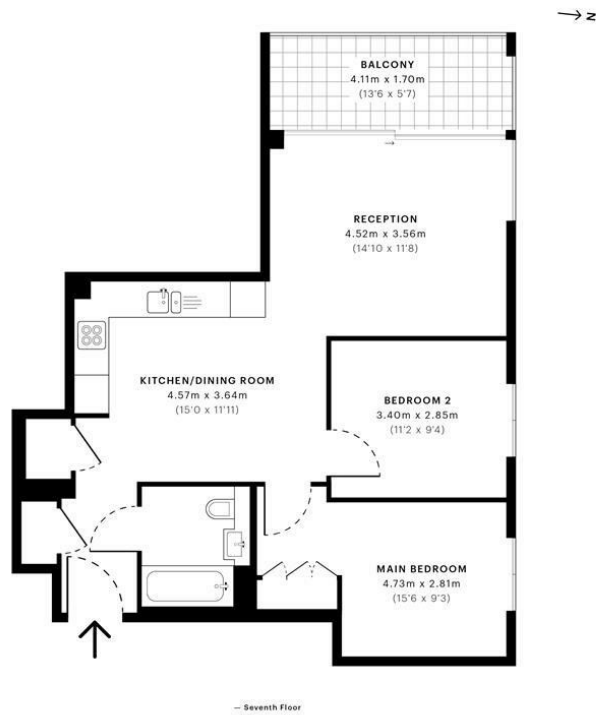 N
BALCONY
4.11m x 1.70m
(13'6 x 5'7)
RECEPTION
4.52m x 3.56m
(14'10 x 11'8)
KITCHEN/DINING ROOM
4.57m x 3.64m
(15'0 x 11'11)
BEDROOM 2
3.40m x 2.85m
(11'2 x 9'4)
MAIN BEDROOM
4.73m x 2.81m
(15'6 x 9'3)
— Seventh Floor